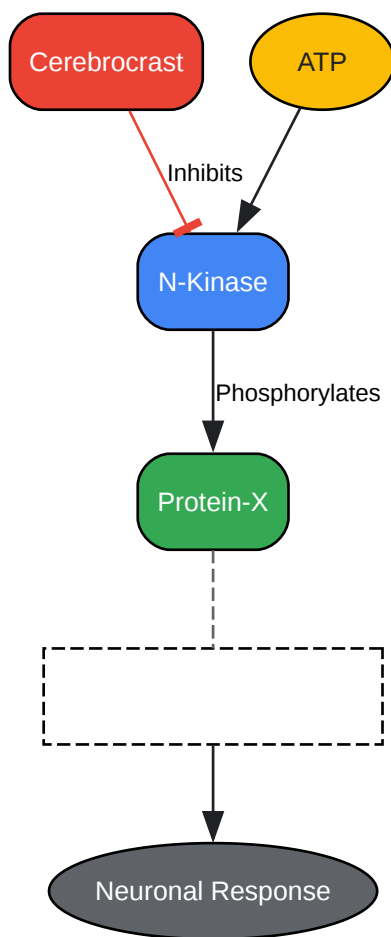 Cerebrocrast
ATP
Inhibits
N-Kinase
Phosphorylates
Protein-X
Neuronal Response